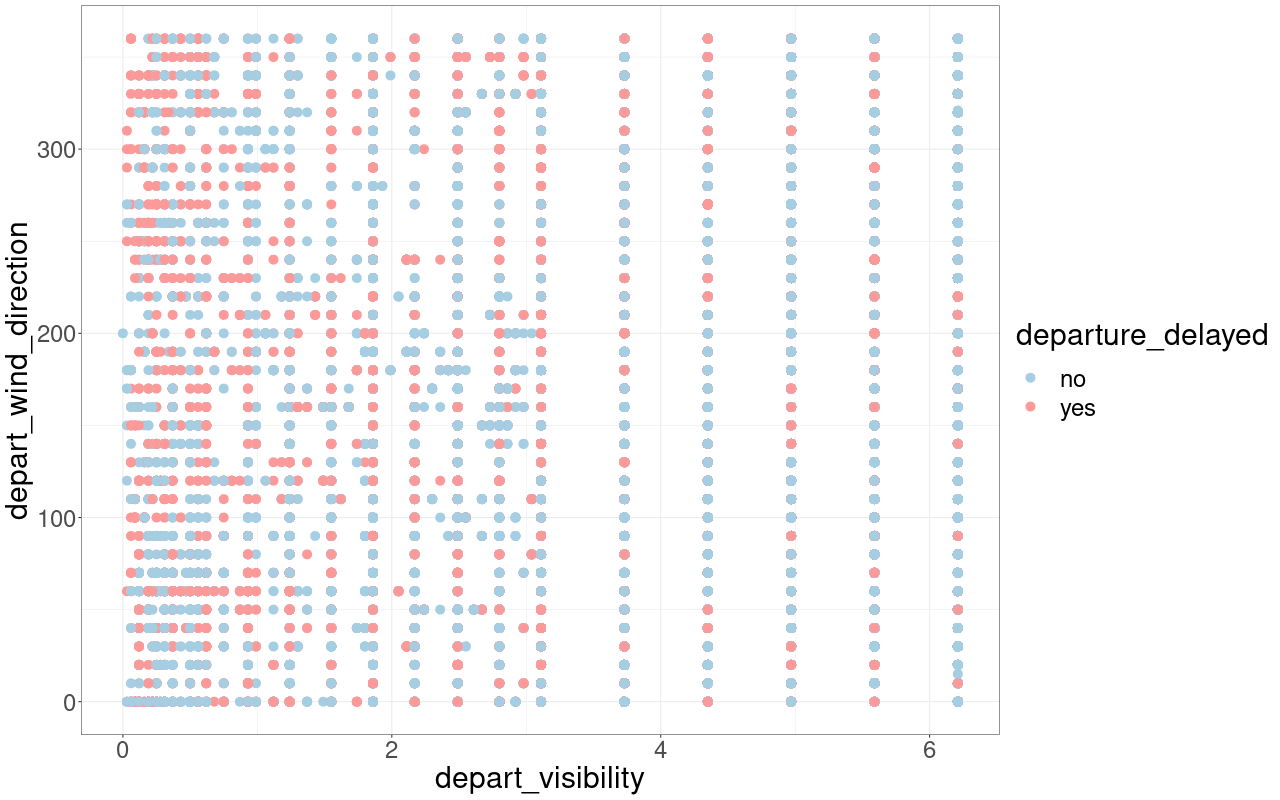 300
200
100
0
depart_wind_direction
0 2 4 6
depart_visibility
departure_delayed
no
yes